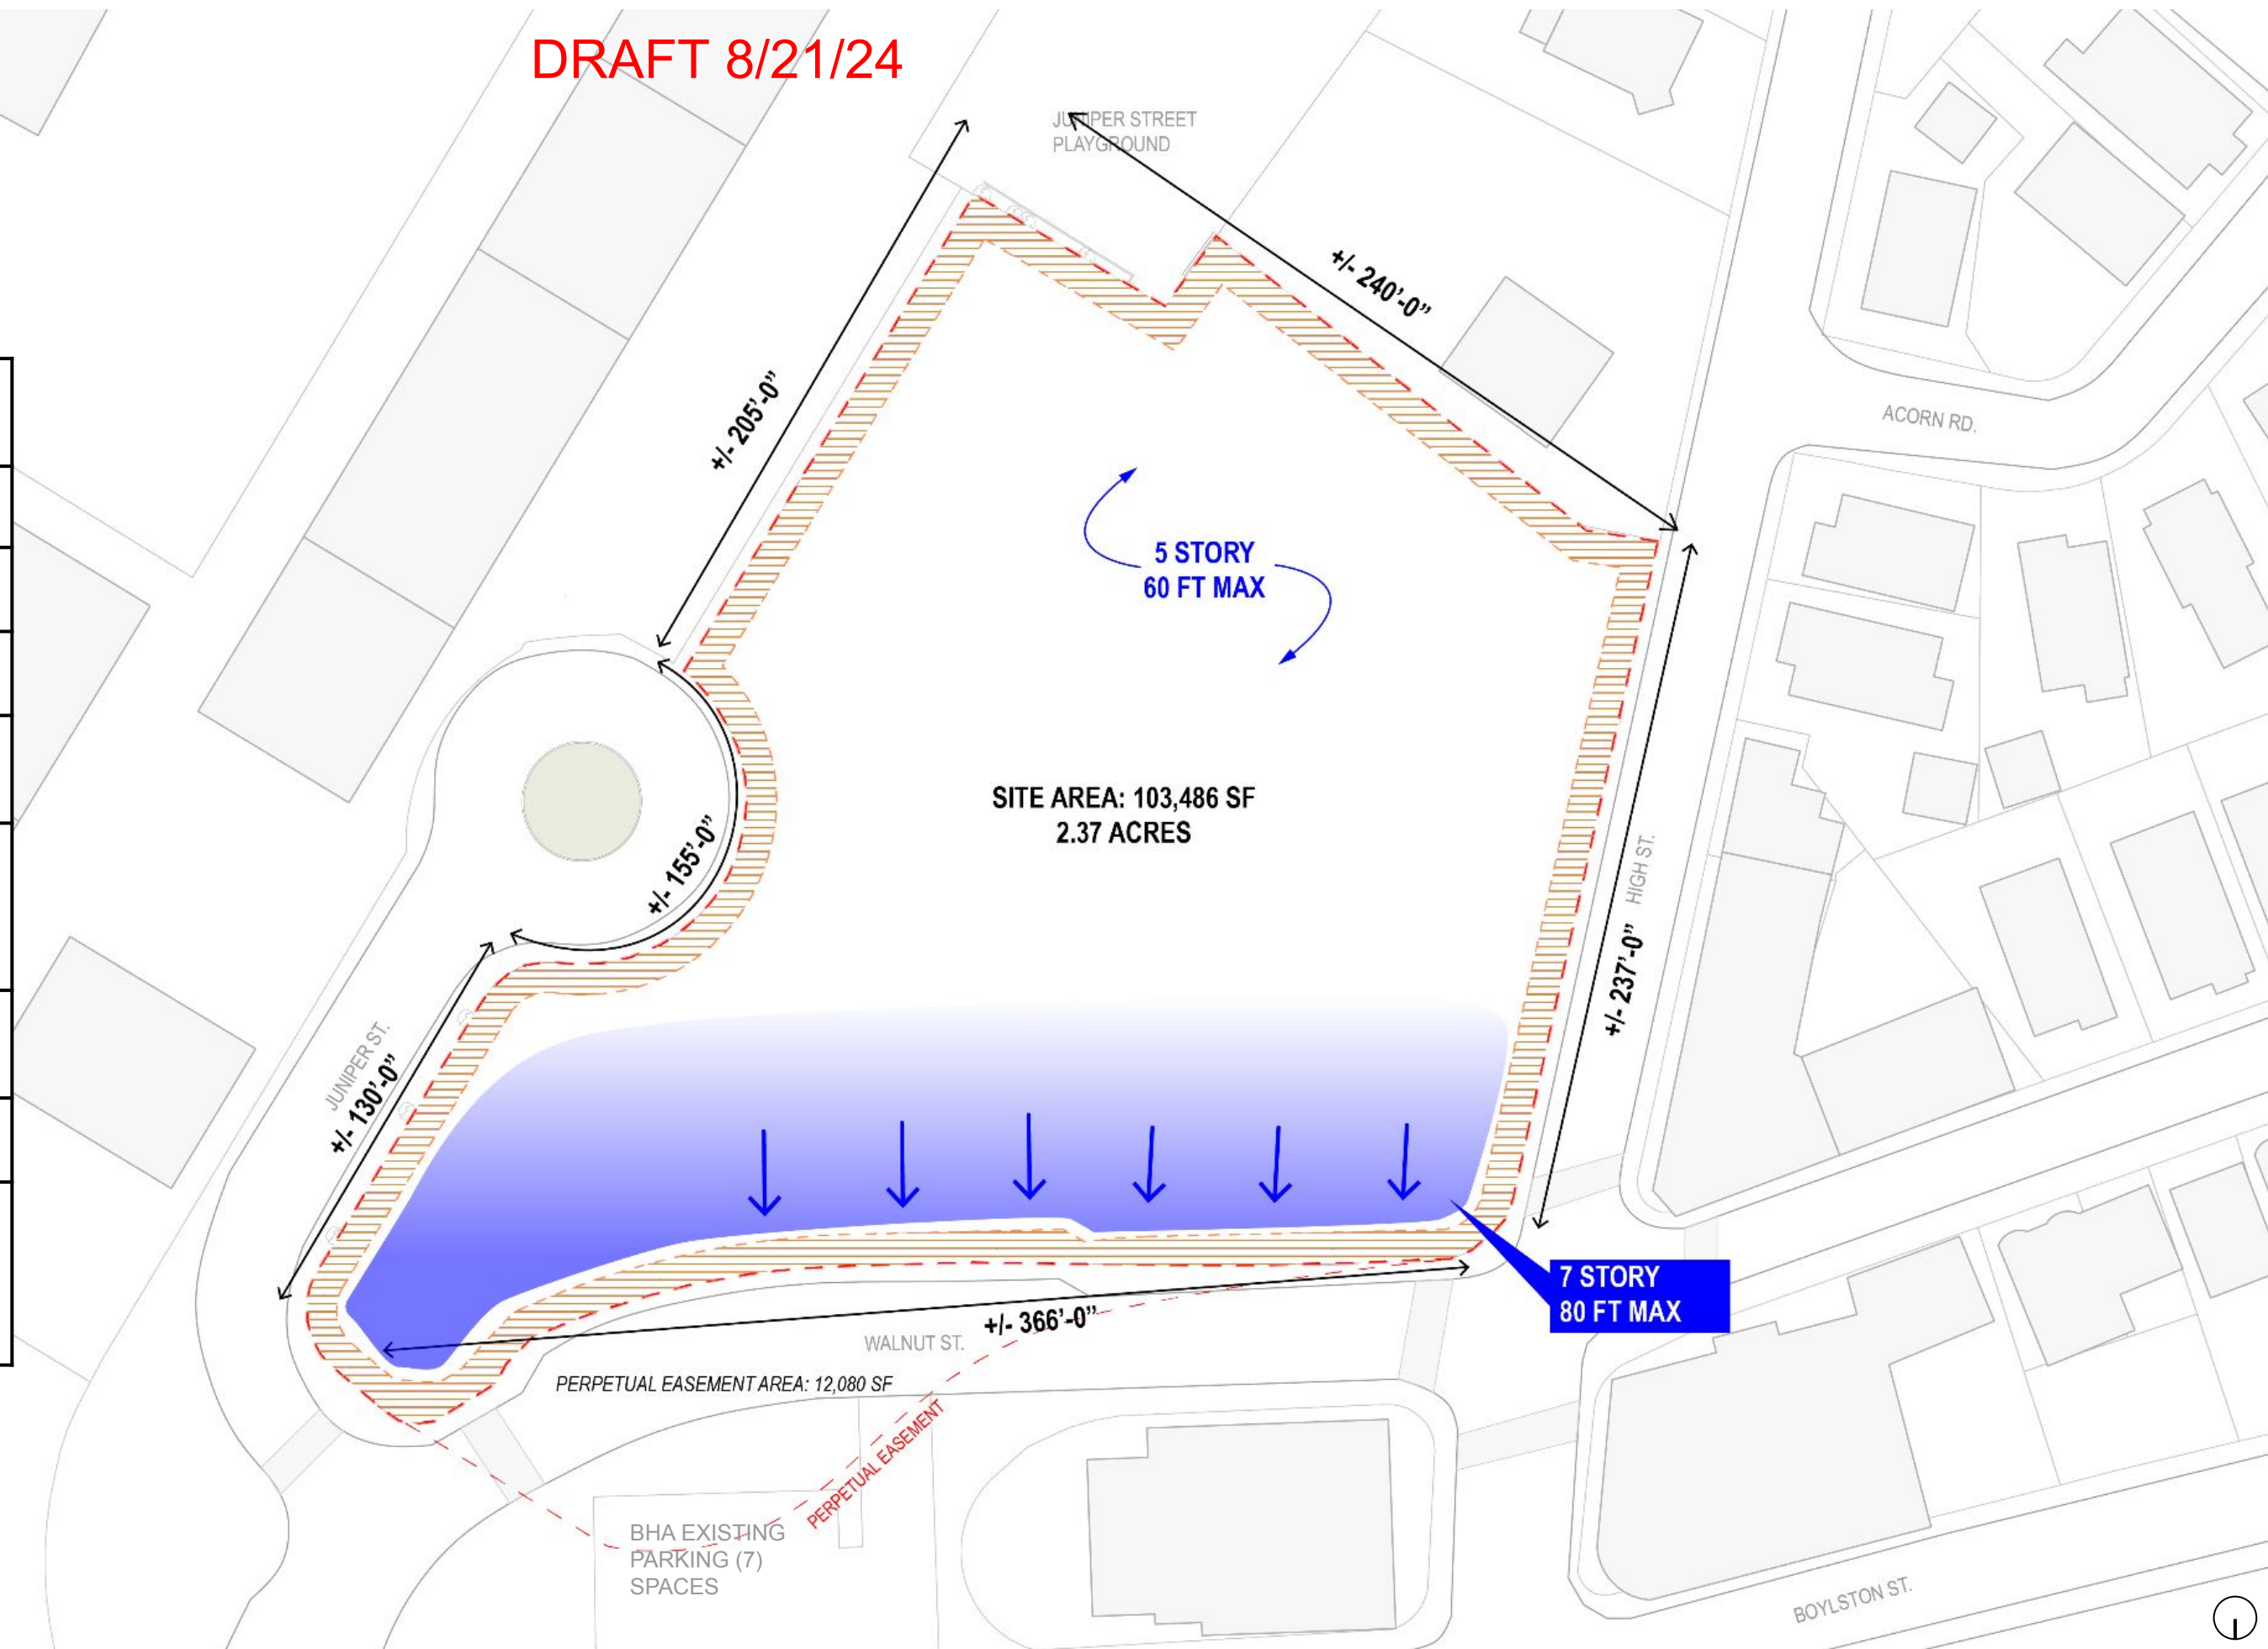 DRAFT 8/21/24
JUNIPER STREET
PLAYGROUND
+/- 240'-0”
+/- 205'-0”
ACORN RD.
5 STORY
60 FT MAX
SITE AREA: 103,486 SF
2.37 ACRES
+/- 155'-0”
HIGH ST.
+/- 237'-0”
JUNIPER ST.
+/- 130'-0”
7 STORY
80 FT MAX
+/- 366'-0”
WALNUT ST.
PERPETUAL EASEMENT AREA: 12,080 SF
PERPETUAL EASEMENT
BHA EXISTING
PARKING (7)
SPACES
BOYLSTON ST.